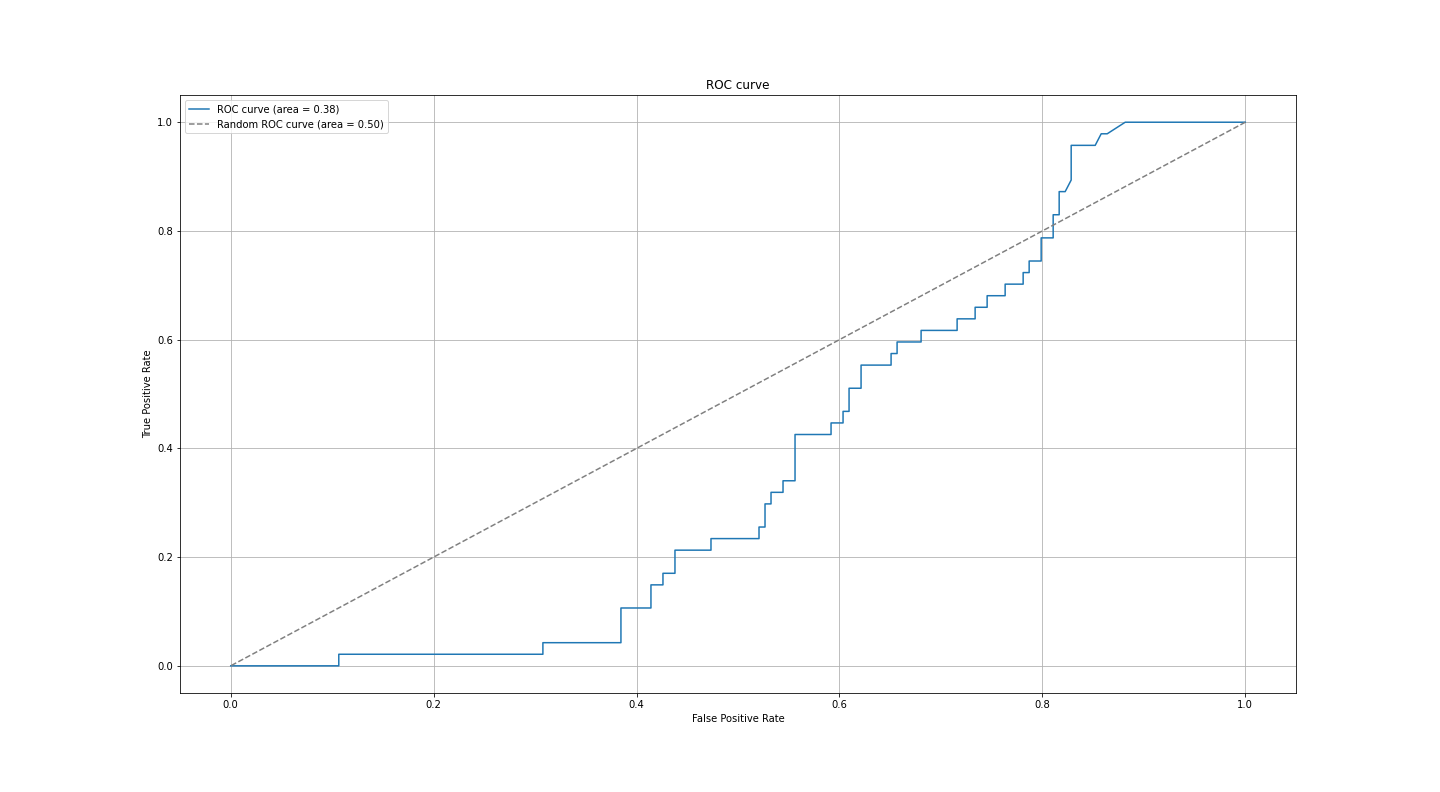 ROC curve
ROC curve (area = 0.38)
Random ROC curve (area = 0.50)
1.0
0.8
0.6
0.4
0.2
0.0
True Positive Rate
0.0 0.2 0.4 0.6 0.8 1.0
False Positive Rate